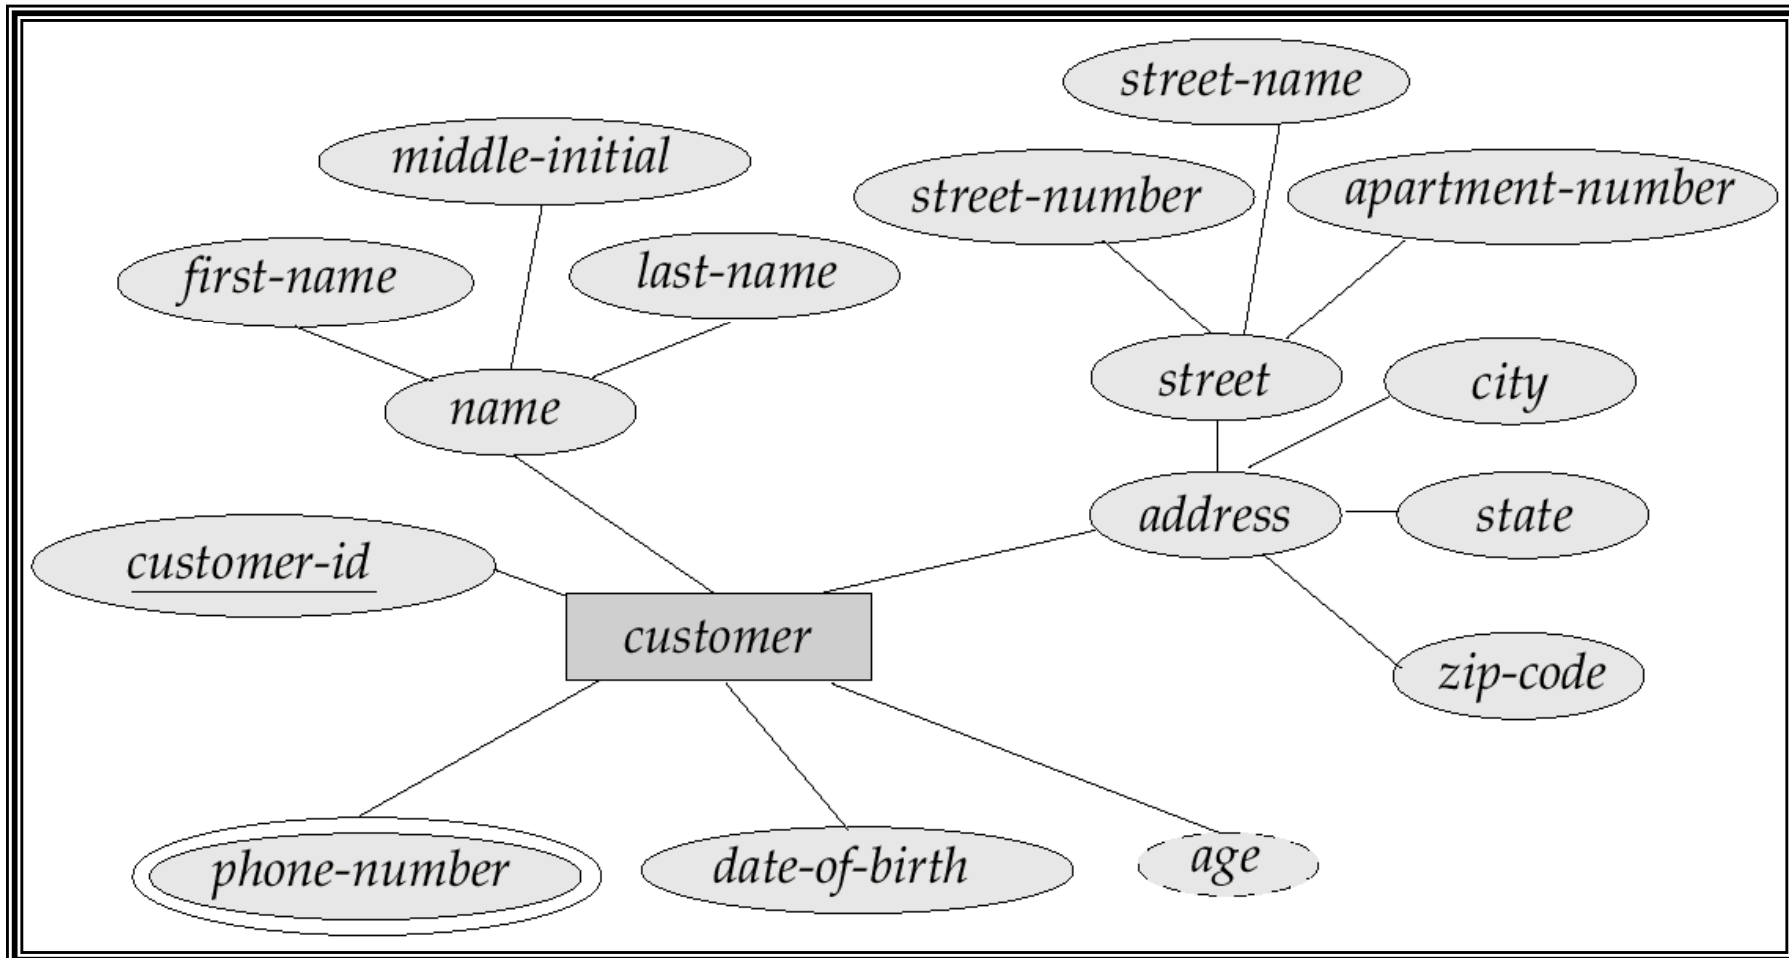 street-name
middle-initial
street-number
apartment-number
first-name
last-name
street
city
name
address
state
customer-id
customer
zip-code
phone-number
date-of-birth
age